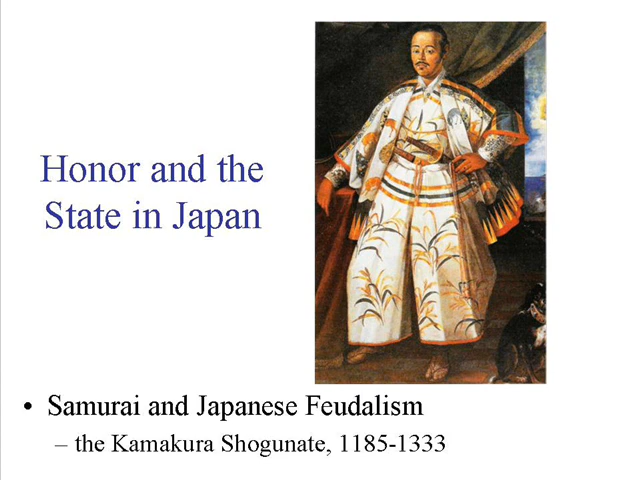 Honor and the
State in Japan
• Samurai and Japanese Feudalism
– the Kamakura Shogunate, 1185-1333